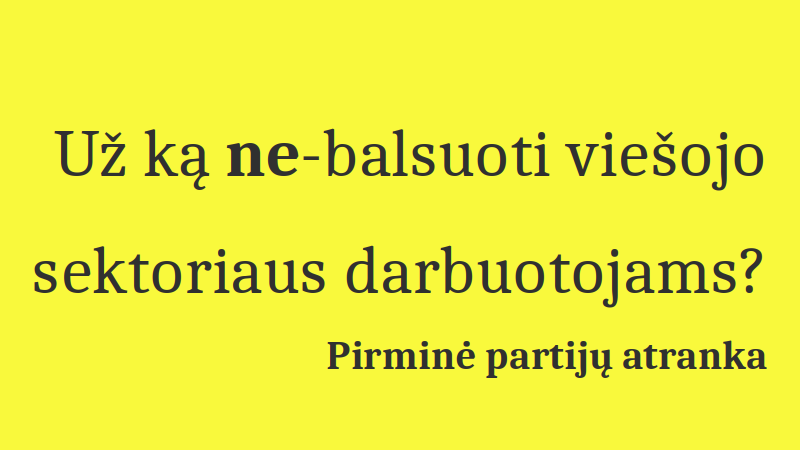 Už ką ne-balsuoti viešojo
sektoriaus darbuotojams?
Pirminė partijų atranka